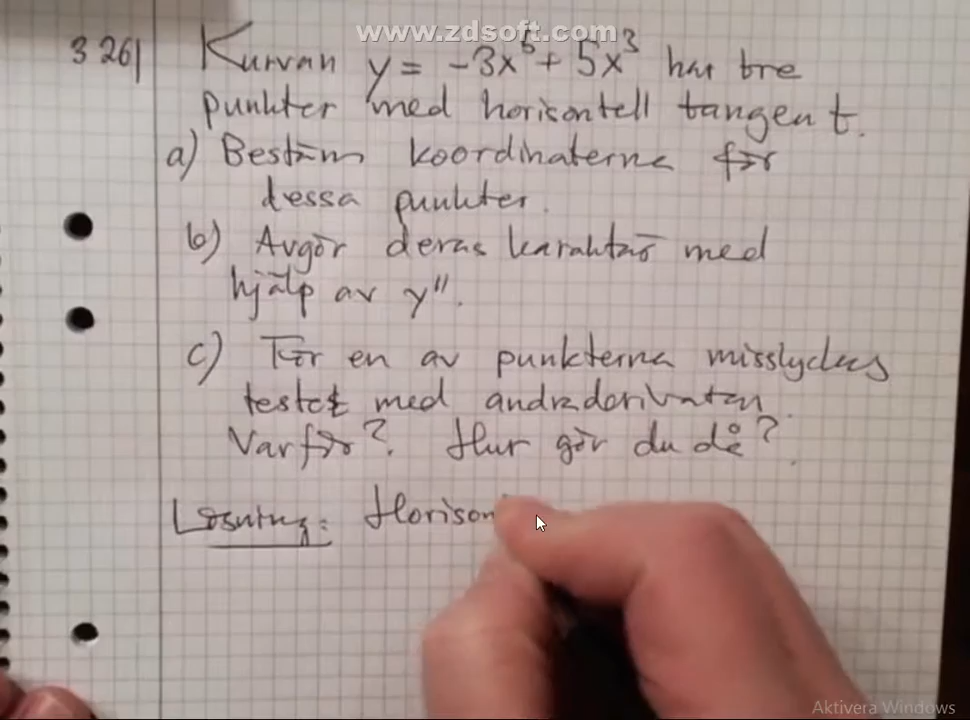 www.zdsoft.com
3261 Kurvan y = -3x⁵ + 5x³ har tre
punkter med horisontell tangent.
a) Bestäm koordinaterna för
dessa punkter.
b) Avgör deras karaktär med
hjälp av y''.
c) För en av punkterna misslyckas
testet med andraderivatan.
Varför? Hur gör du då?
Lösning: Horison
Aktivera Windows